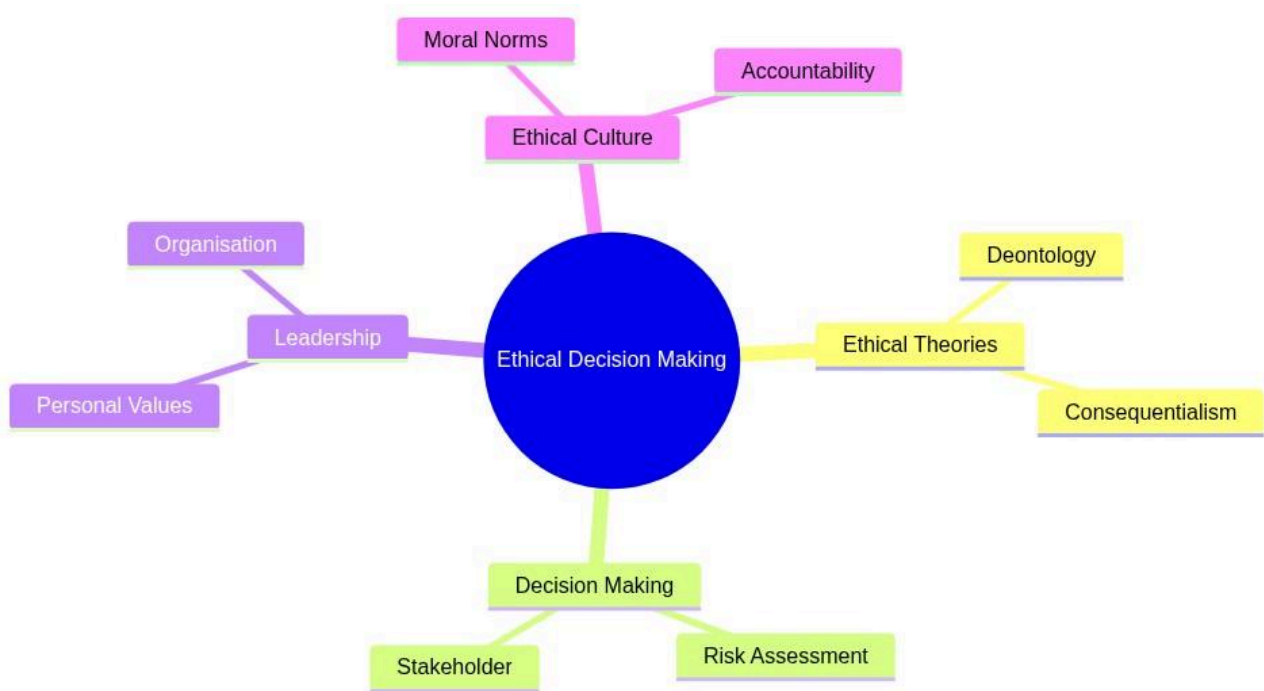 Moral Norms
Accountability
Ethical Culture
Organisation
Deontology
Leadership
Ethical Theories
Ethical Decision Making
Personal Values
Consequentialism
Decision Making
Stakeholder
Risk Assessment